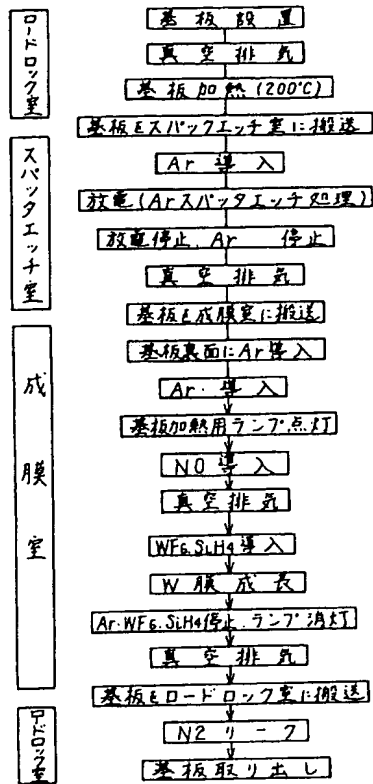 ロードロック室
基板設置
真空排気
基板加熱(200℃)
基板をスパックエッチ室に搬送
スパッタエッチ室
Ar 導入
放電(Arスパッタエッチ処理)
放電停止、Ar 停止
真空排気
基板を成膜室に搬送
成膜室
基板裏面にAr導入
Ar・導入
基板加熱用ランプ点灯
NO導入
真空排気
WF6.SiH4導入
W膜成長
Ar・WF6.SiH4停止.ランプ消灯
真空排気
基板をロードロック室に搬送
ロードロック室
N2リーク
基板取り出し